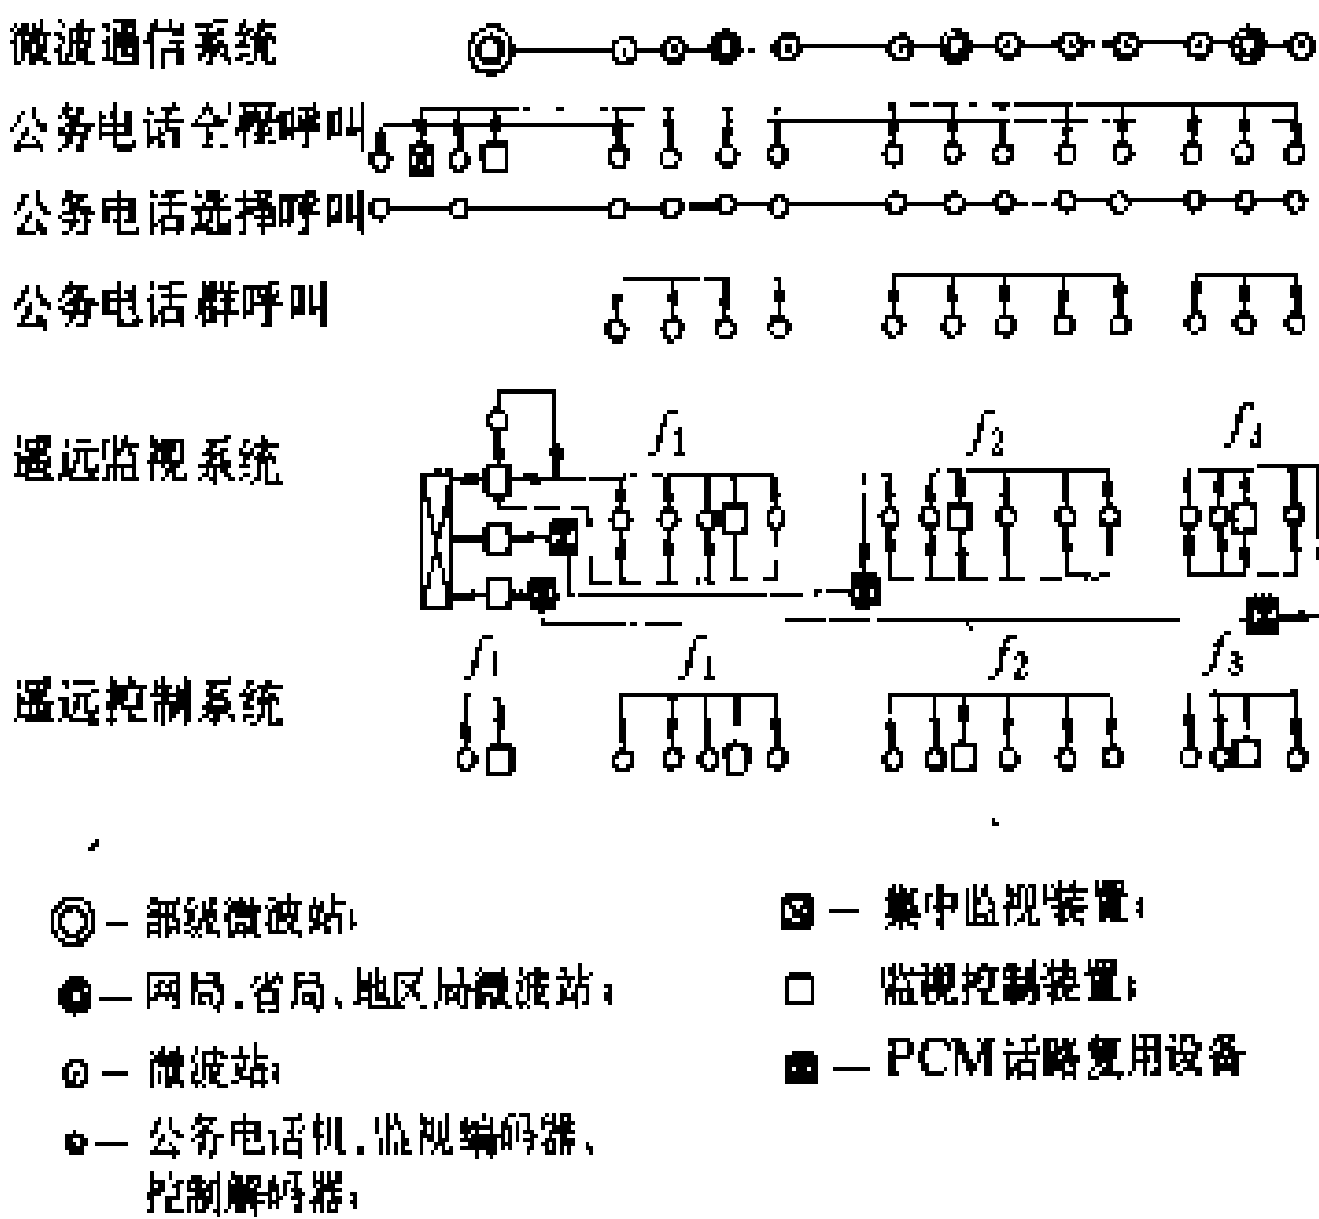 微波通信系统
公务电话全程呼叫
公务电话选择呼叫
公务电话群呼叫
遥远监视系统
f1 f2 f4
f1 f1 f2 f3
遥远控制系统
— 部级微波站;
— 网局、省局、地区局微波站;
— 微波站;
— 公务电话机、监视编码器、
控制解码器;
— 集中监视装置;
监视控制装置;
— PCM话路复用设备